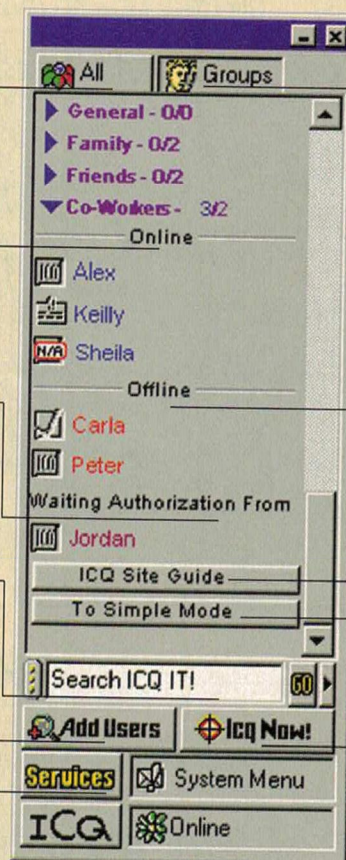 All Groups
General - 0/0
Family - 0/2
Friends - 0/2
Co-Workers - 3/2
Online
Alex
Keilly
N/A Sheila
Offline
Carla
Peter
Waiting Authorization From
Jordan
ICQ Site Guide
To Simple Mode
Search ICQ IT! GO
Add Users Icq Now!
Services System Menu
ICQ Online